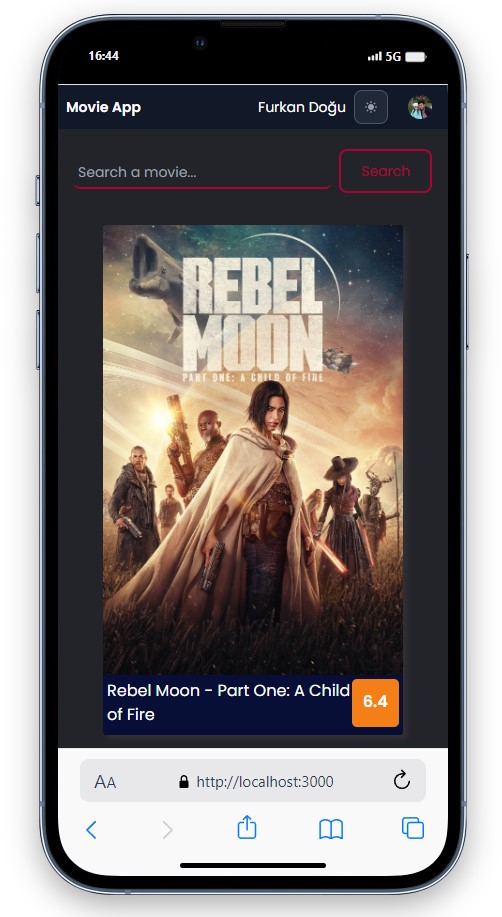 16:44
5G
Movie App
Furkan Doğu
Search a movie...
Search
REBEL
MOON
PART ONE: A CHILD OF FIRE
Rebel Moon - Part One: A Child
of Fire
6.4
AA
http://localhost:3000